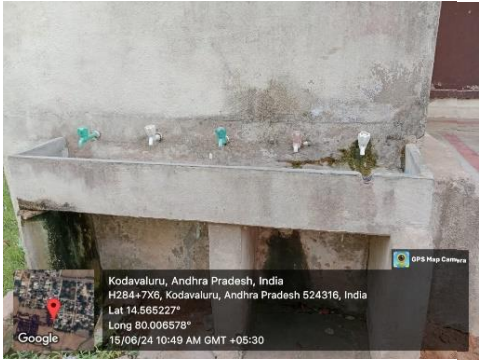 GPS Map Camera
Kodavaluru, Andhra Pradesh, India
H284+7X6, Kodavaluru, Andhra Pradesh 524316, India
Lat 14.565227°
Long 80.006578°
15/06/24 10:49 AM GMT +05:30
Google